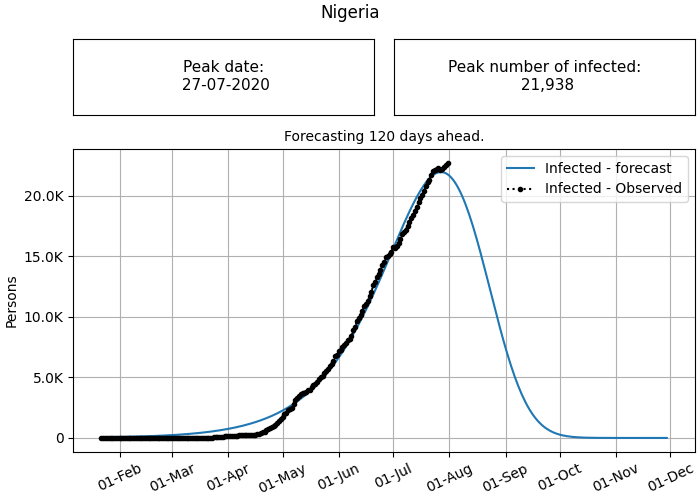 Nigeria
Peak date:
27-07-2020
Peak number of infected:
21,938
Forecasting 120 days ahead.
Infected - forecast
Infected - Observed
Persons
20.0K
15.0K
10.0K
5.0K
0
01-Feb
01-Mar
01-Apr
01-May
01-Jun
01-Jul
01-Aug
01-Sep
01-Oct
01-Nov
01-Dec